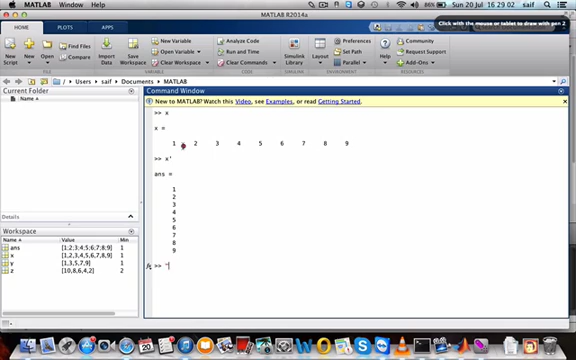 MATLAB Window Help
86%
Sun 20 Jul 16 29 02 saif
MATLAB R2014a
Click with the mouse or tablet to draw with pen 2
HOME PLOTS APPS
New Script
New
Open
Find Files
Compare
Import Data
Save Workspace
New Variable
Open Variable
Clear Workspace
Analyze Code
Run and Time
Clear Commands
Simulink Library
Layout
Preferences
Set Path
Parallel
Help
Community
Request Support
Add-Ons
FILE
VARIABLE
CODE
SIMULINK
ENVIRONMENT
RESOURCES
Users saif Documents MATLAB
Current Folder
Name
Details
Workspace
Name Value Min
ans [1;2;3;4;5;6;7;8;9] 1
x [1,2,3,4,5,6,7,8,9] 1
y [1,3,5,7,9] 1
z [10,8,6,4,2] 2
Command Window
New to MATLAB? Watch this Video, see Examples, or read Getting Started.
>> x
x =
1 2 3 4 5 6 7 8 9
>> x'
ans =
1
2
3
4
5
6
7
8
9
fx >> '